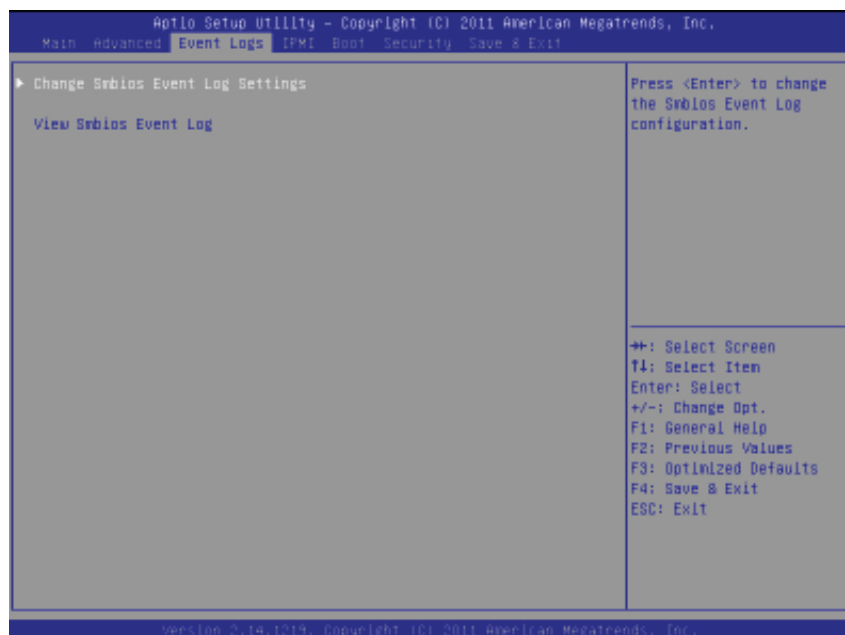 Aptio Setup Utility – Copyright (C) 2011 American Megatrends, Inc.
Main Advanced Event Logs IPMI Boot Security Save & Exit
Change Smbios Event Log Settings
View Smbios Event Log
Press <Enter> to change
the Smbios Event Log
configuration.
→←: Select Screen
↑↓: Select Item
Enter: Select
+/-: Change Opt.
F1: General Help
F2: Previous Values
F3: Optimized Defaults
F4: Save & Exit
ESC: Exit
Version 2.14.1219. Copyright (C) 2011 American Megatrends, Inc.